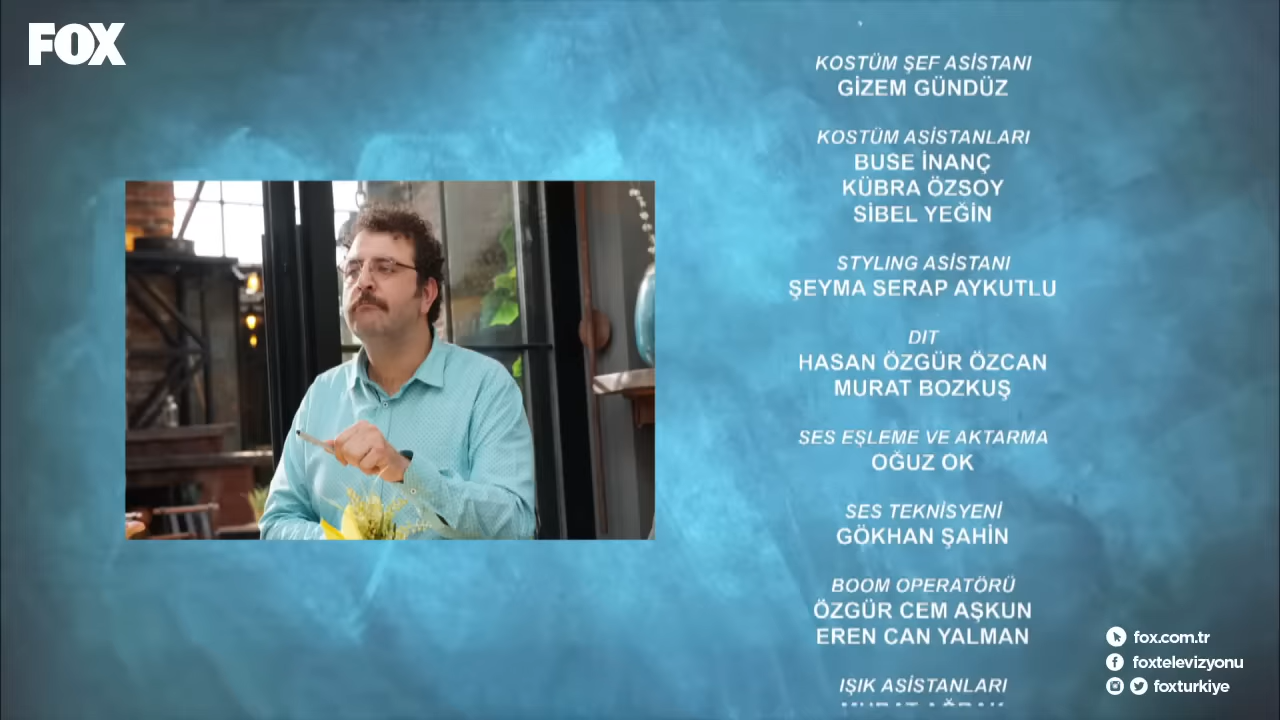 FOX
KOSTÜM ŞEF ASİSTANI
GİZEM GÜNDÜZ
KOSTÜM ASİSTANLARI
BUSE İNANÇ
KÜBRA ÖZSOY
SİBEL YEĞİN
STYLING ASİSTANI
ŞEYMA SERAP AYKUTLU
DIT
HASAN ÖZGÜR ÖZCAN
MURAT BOZKUŞ
SES EŞLEME VE AKTARMA
OĞUZ OK
SES TEKNİSYENİ
GÖKHAN ŞAHİN
BOOM OPERATÖRÜ
ÖZGÜR CEM AŞKUN
EREN CAN YALMAN
IŞIK ASİSTANLARI
fox.com.tr
foxtelevizyonu
foxturkiye